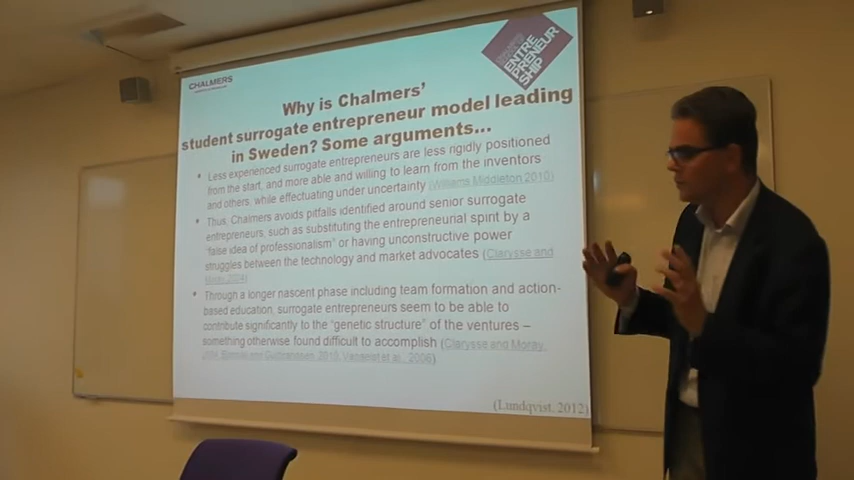 CHALMERS
ENTRE
PRENEUR
SHIP
Why is Chalmers'
student surrogate entrepreneur model leading
in Sweden? Some arguments...
• Less experienced surrogate entrepreneurs are less rigidly positioned
from the start, and more able and willing to learn from the inventors
and others, while effectuating under uncertainty (Williams Middleton 2010)
• Thus, Chalmers avoids pitfalls identified around senior surrogate
entrepreneurs, such as substituting the entrepreneurial spirit by a
"false idea of professionalism" or having unconstructive power
struggles between the technology and market advocates (Clarysse and
Moray 2004)
• Through a longer nascent phase including team formation and action-
based education, surrogate entrepreneurs seem to be able to
contribute significantly to the "genetic structure" of the ventures –
something otherwise found difficult to accomplish (Clarysse and Moray,
2010, Vanaelst et al., 2006)
(Lundqvist, 2012)